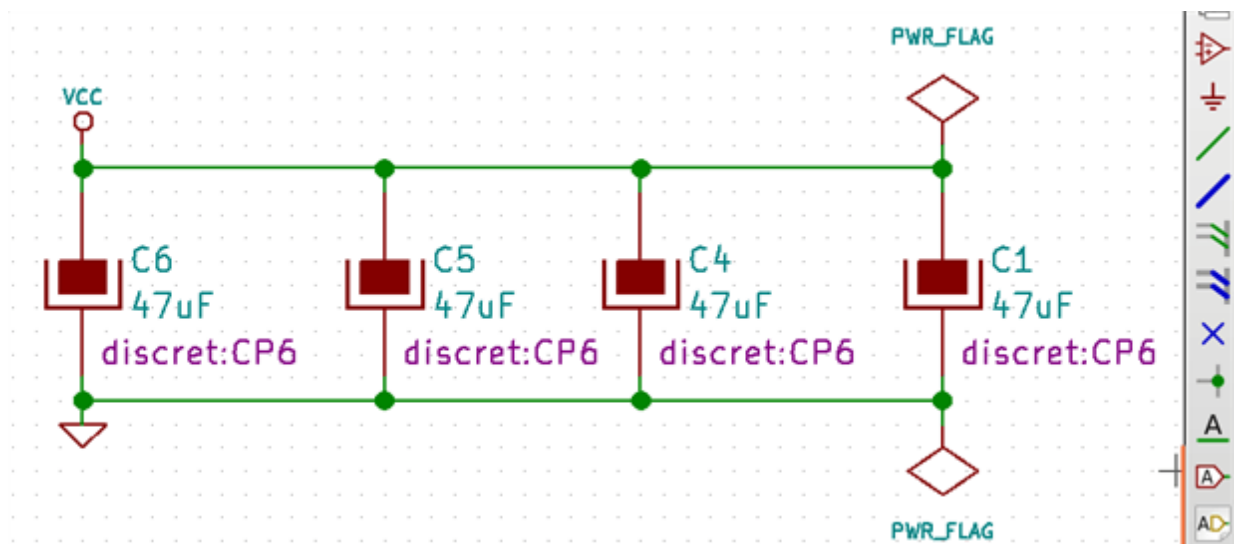 PWR_FLAG
VCC
C6
47uF
discret:CP6
C5
47uF
discret:CP6
C4
47uF
discret:CP6
C1
47uF
discret:CP6
PWR_FLAG
A
A
AD